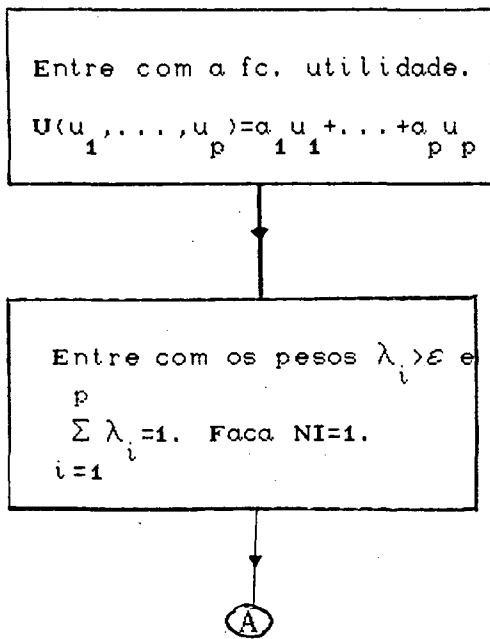 Entre com a fc. utilidade.
U(u₁,...,uₚ)=a₁u₁+...+aₚuₚ
Entre com os pesos λᵢ>ε e
p
Σ λᵢ=1. Faca NI=1.
i=1
A